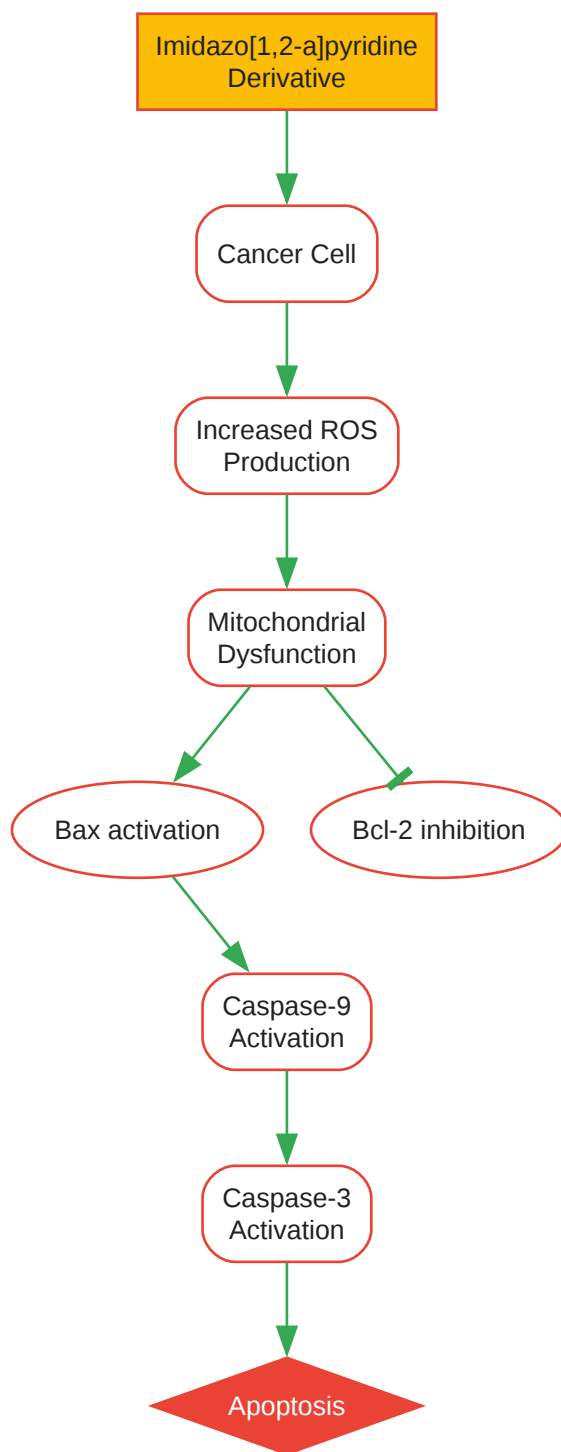 Imidazo[1,2-a]pyridine
Derivative
Cancer Cell
Increased ROS
Production
Mitochondrial
Dysfunction
Bax activation
Bcl-2 inhibition
Caspase-9
Activation
Caspase-3
Activation
Apoptosis